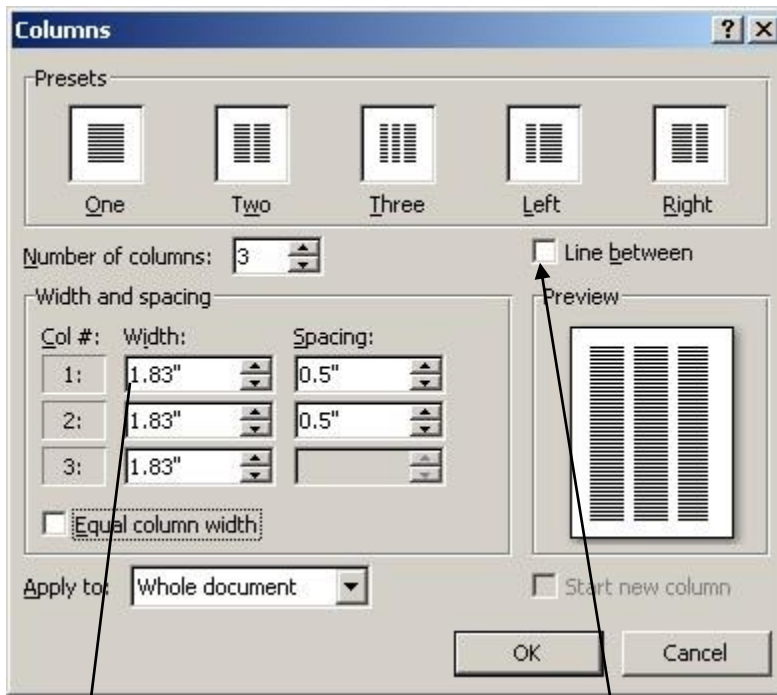 Columns
Presets
One Two Three Left Right
Number of columns: 3
Line between
Width and spacing
Col #: Width: Spacing:
1: 1.83" 0.5"
2: 1.83" 0.5"
3: 1.83"
Equal column width
Preview
Apply to: Whole document
Start new column
OK Cancel